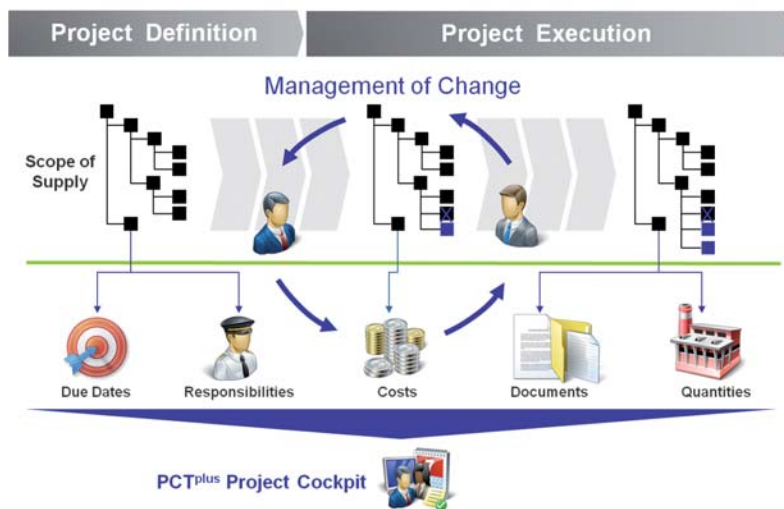 Project Definition
Project Execution
Management of Change
Scope of
Supply
Due Dates
Responsibilities
Costs
Documents
Quantities
PCTplus Project Cockpit